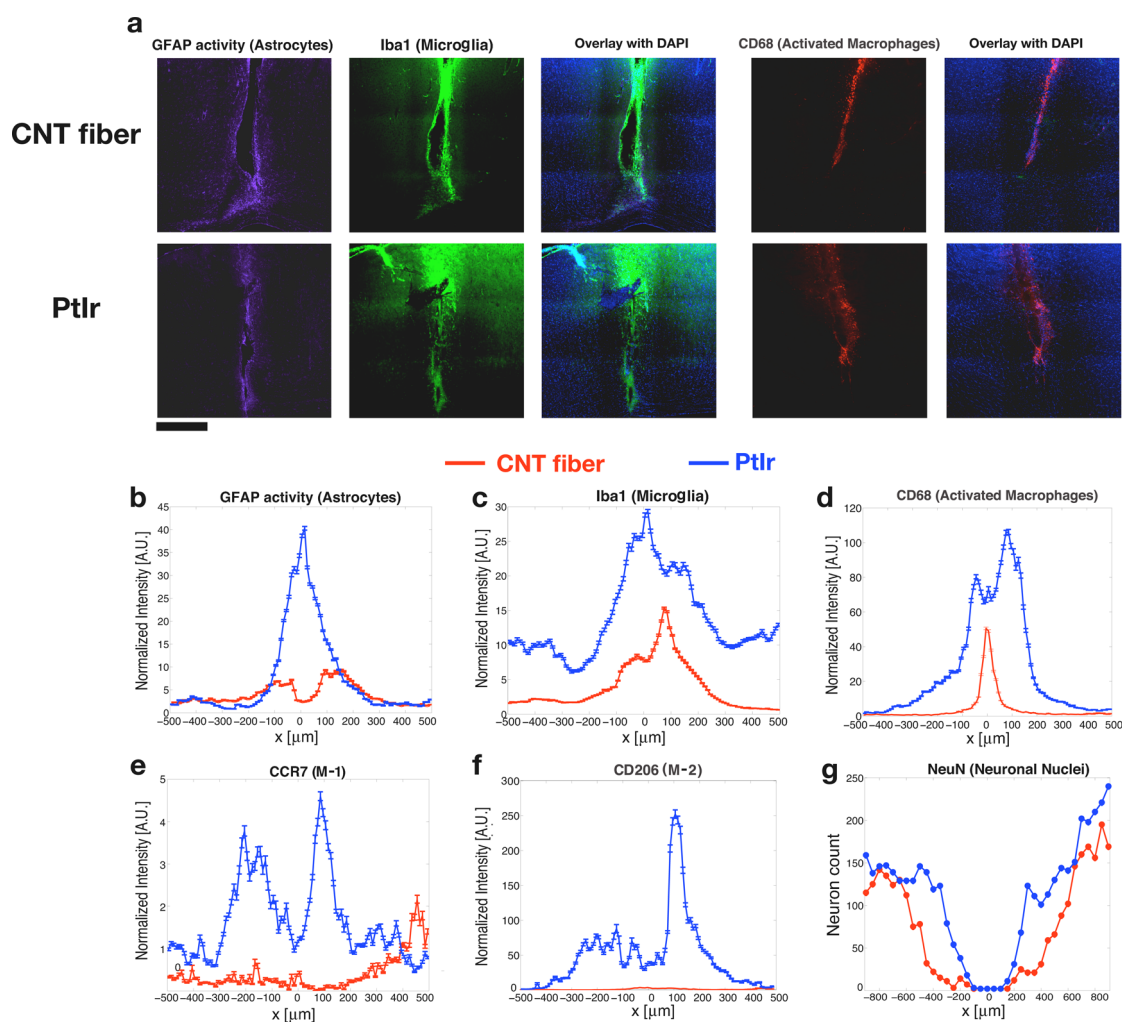 a
GFAP activity (Astrocytes)
Iba1 (Microglia)
Overlay with DAPI
CD68 (Activated Macrophages)
Overlay with DAPI
CNT fiber
PtIr
CNT fiber
PtIr
b
GFAP activity (Astrocytes)
Normalized Intensity [A.U.]
45
40
35
30
25
20
15
10
5
0
−500 −400 −300 −200 −100 0 100 200 300 400 500
x [μm]
c
Iba1 (Microglia)
Normalized Intensity [A.U.]
30
25
20
15
10
5
0
−500 −400 −300 −200 −100 0 100 200 300 400 500
x [μm]
d
CD68 (Activated Macrophages)
Normalized Intensity [A.U.]
120
100
80
60
40
20
0
−500 −400 −300 −200 −100 0 100 200 300 400 500
x [μm]
e
CCR7 (M-1)
Normalized Intensity [A.U.]
5
4
3
2
1
0
−500 −400 −300 −200 −100 0 100 200 300 400 500
x [μm]
f
CD206 (M-2)
Normalized Intensity [A.U.]
300
250
200
150
100
50
0
−500 −400 −300 −200 −100 0 100 200 300 400 500
x [μm]
g
NeuN (Neuronal Nuclei)
Neuron count
250
200
150
100
50
0
−800 −600 −400 −200 0 200 400 600 800
x [μm]